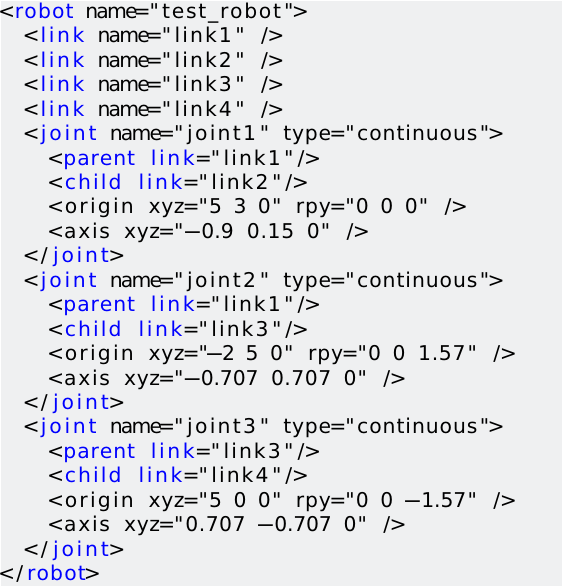 <robot name="test_robot">
<link name="link1" />
<link name="link2" />
<link name="link3" />
<link name="link4" />
<joint name="joint1" type="continuous">
<parent link="link1"/>
<child link="link2"/>
<origin xyz="5 3 0" rpy="0 0 0" />
<axis xyz="−0.9 0.15 0" />
</joint>
<joint name="joint2" type="continuous">
<parent link="link1"/>
<child link="link3"/>
<origin xyz="−2 5 0" rpy="0 0 1.57" />
<axis xyz="−0.707 0.707 0" />
</joint>
<joint name="joint3" type="continuous">
<parent link="link3"/>
<child link="link4"/>
<origin xyz="5 0 0" rpy="0 0 −1.57" />
<axis xyz="0.707 −0.707 0" />
</joint>
</robot>